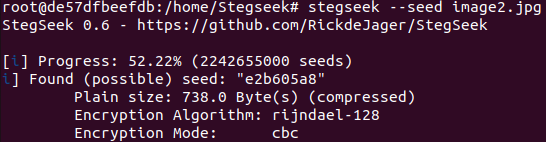 root@de57dfbeefdb:/home/Stegseek# stegseek --seed image2.jpg
StegSeek 0.6 - https://github.com/RickdeJager/StegSeek
[i] Progress: 52.22% (2242655000 seeds)
i] Found (possible) seed: "e2b605a8"
Plain size: 738.0 Byte(s) (compressed)
Encryption Algorithm: rijndael-128
Encryption Mode: cbc